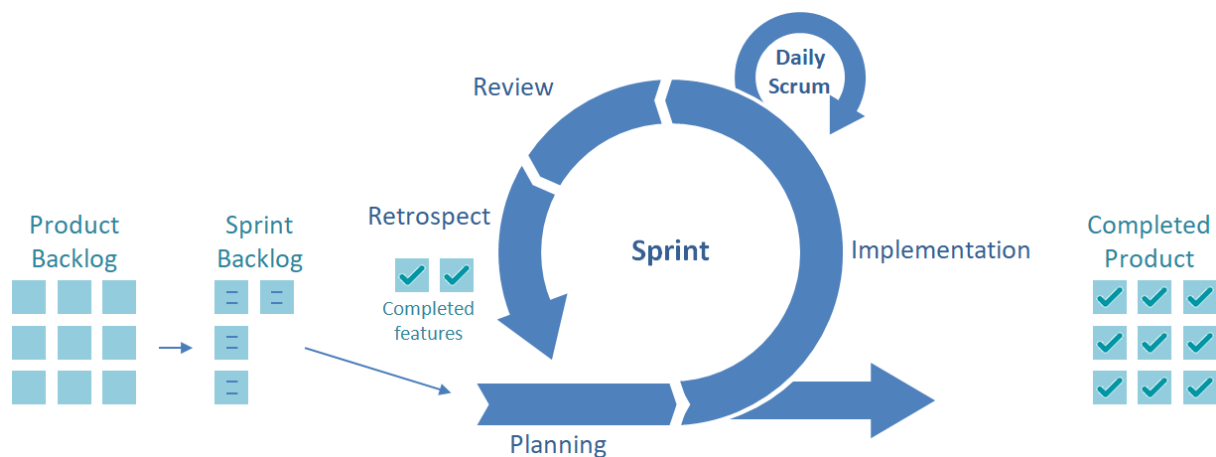 Daily
Scrum
Review
Product
Backlog
Sprint
Backlog
Retrospect
Completed
features
Sprint
Implementation
Completed
Product
Planning